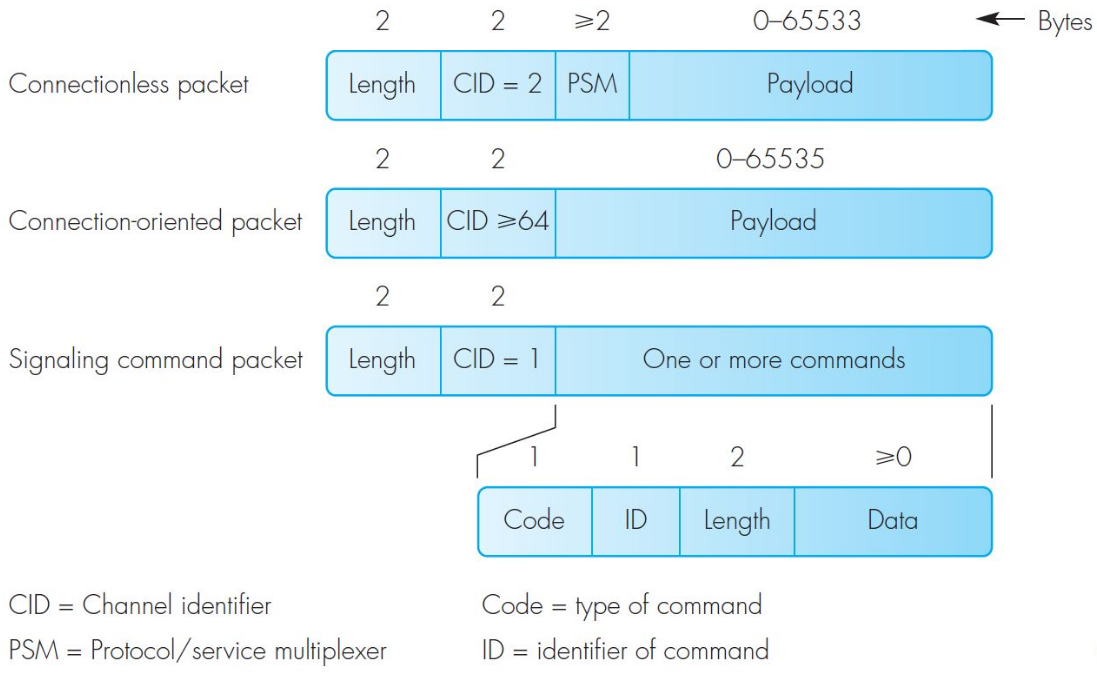 2 2 ≥2 0–65533 Bytes
Connectionless packet Length CID = 2 PSM Payload
2 2 0–65535
Connection-oriented packet Length CID ≥64 Payload
2 2
Signaling command packet Length CID = 1 One or more commands
1 1 2 ≥0
Code ID Length Data
CID = Channel identifier Code = type of command
PSM = Protocol/service multiplexer ID = identifier of command